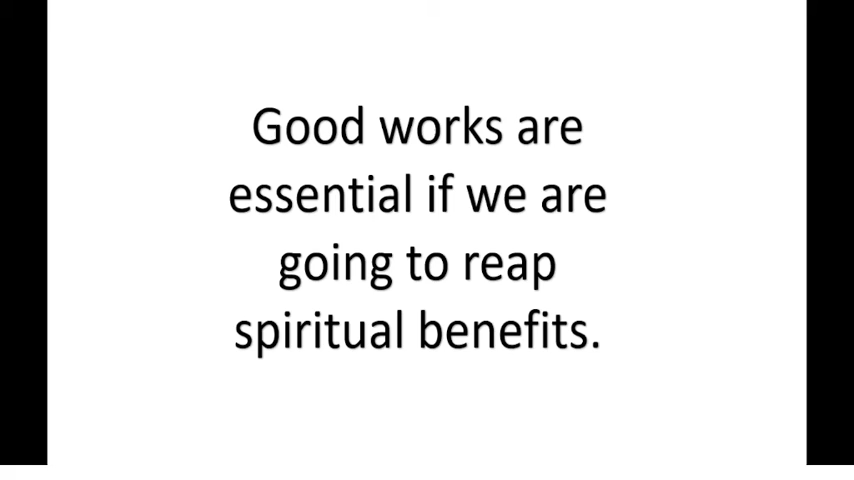 Good works are
essential if we are
going to reap
spiritual benefits.